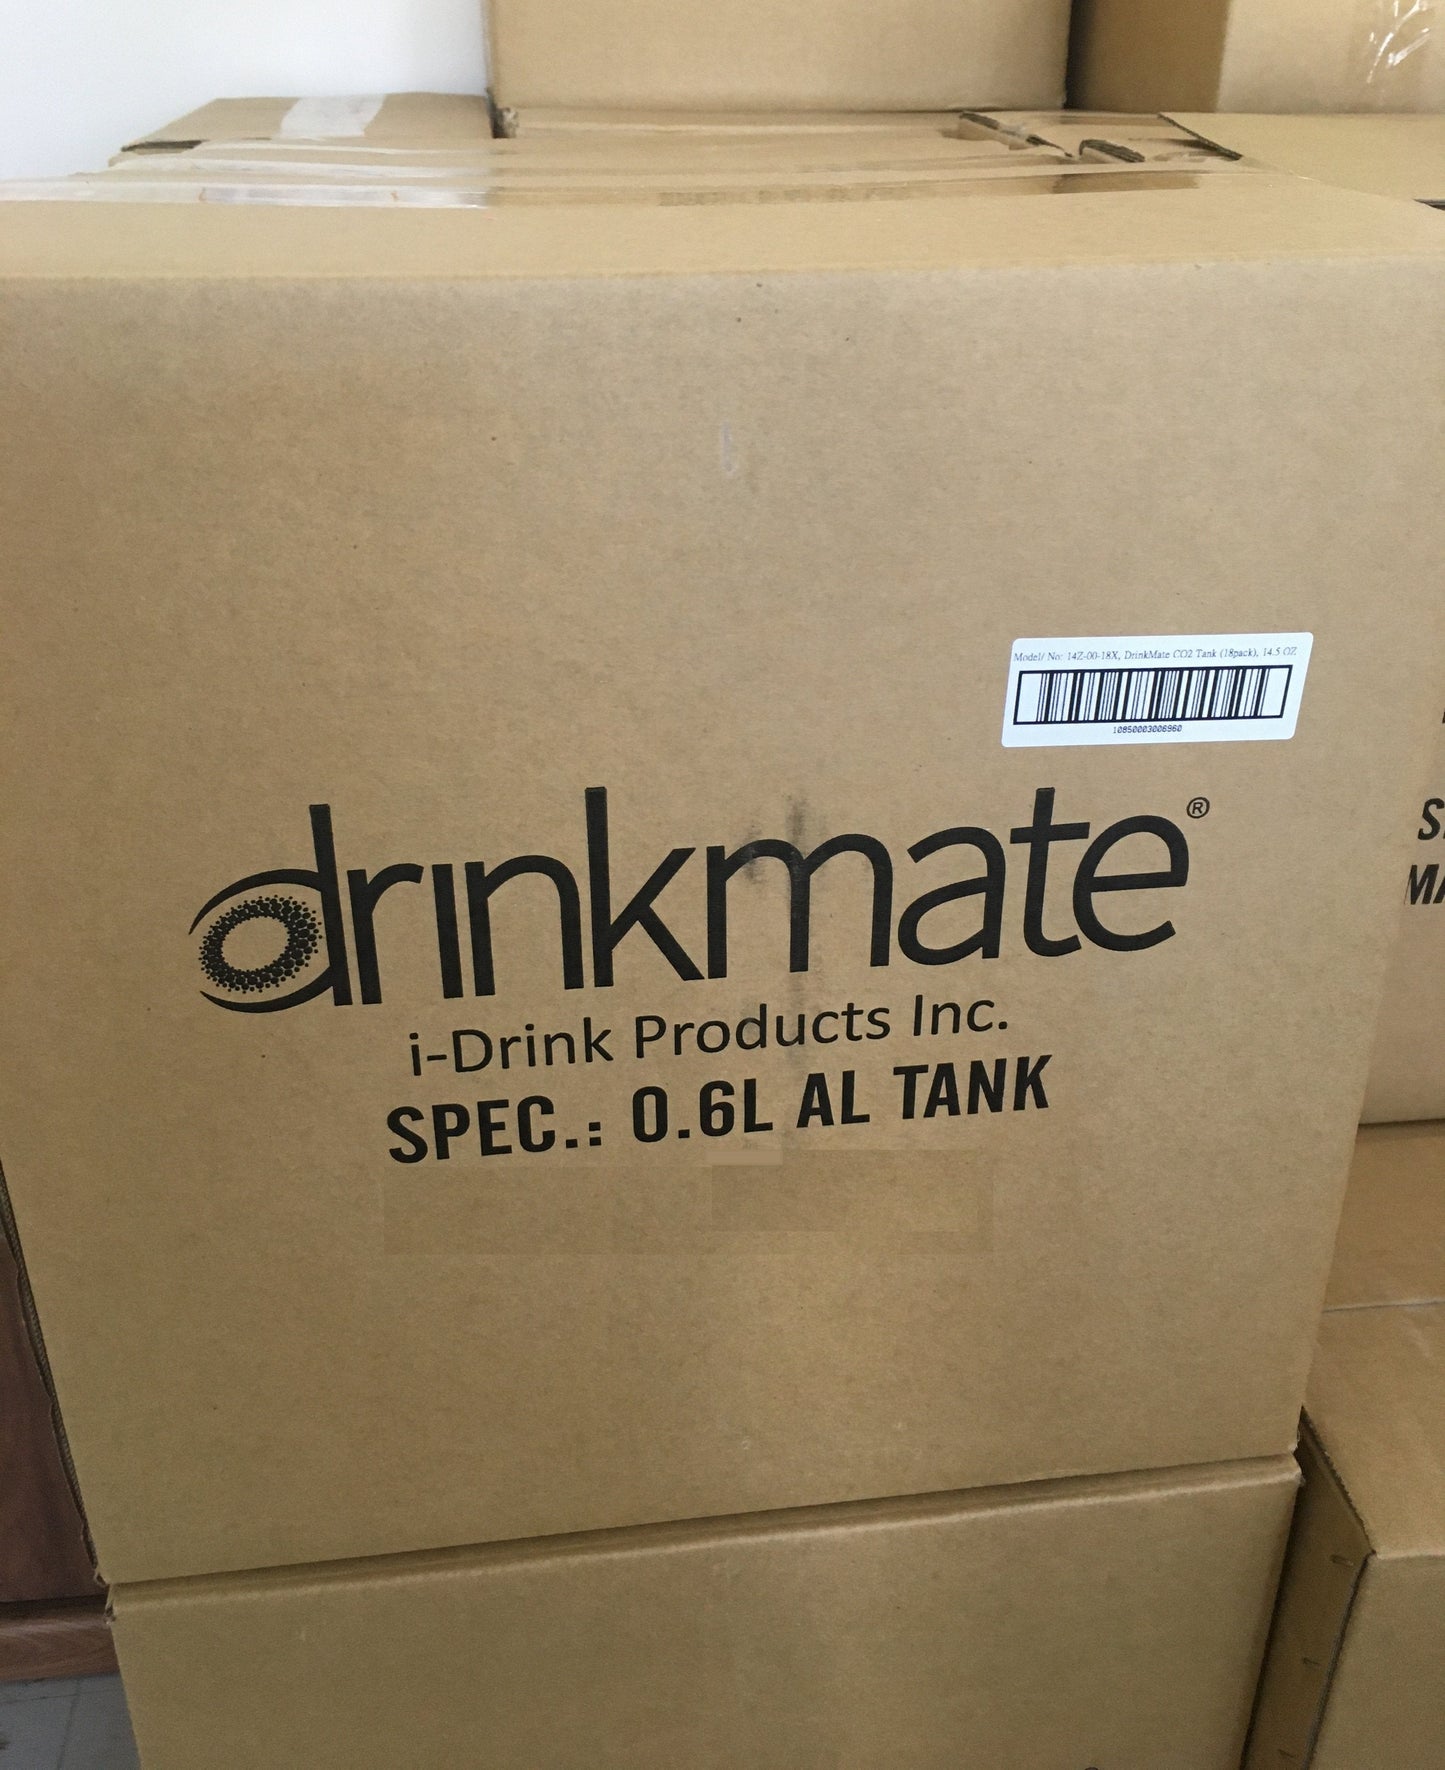 Model/ No: 14Z-00-18X, DrinkMate CO2 Tank (18pack), 14.5 OZ
10850003006960
drinkmate®
i-Drink Products Inc.
SPEC.: 0.6L AL TANK
S
MA